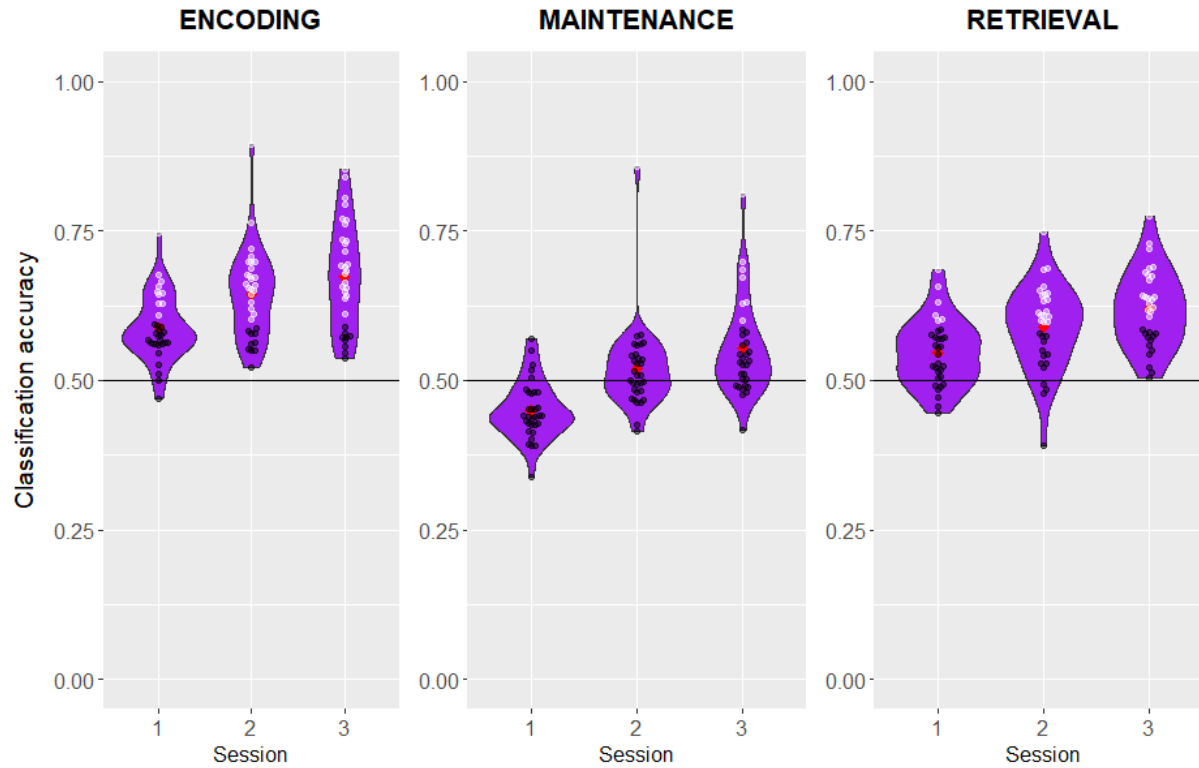 ENCODING MAINTENANCE RETRIEVAL
Classification accuracy
1.00 1.00 1.00
0.75 0.75 0.75
0.50 0.50 0.50
0.25 0.25 0.25
0.00 0.00 0.00
1 2 3 1 2 3 1 2 3
Session Session Session